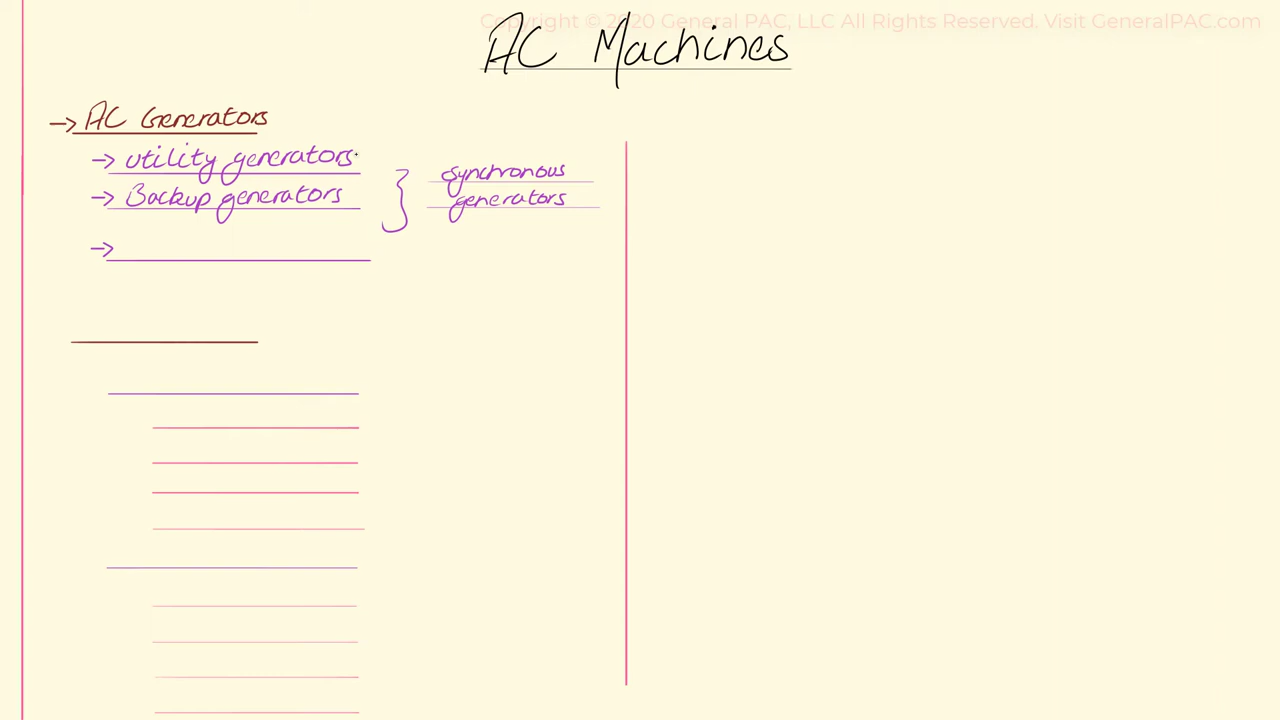 Copyright © 2020 General PAC, LLC All Rights Reserved. Visit GeneralPAC.com
AC Machines
→ AC Generators
→ utility generators
→ Backup generators
} synchronous
generators
→